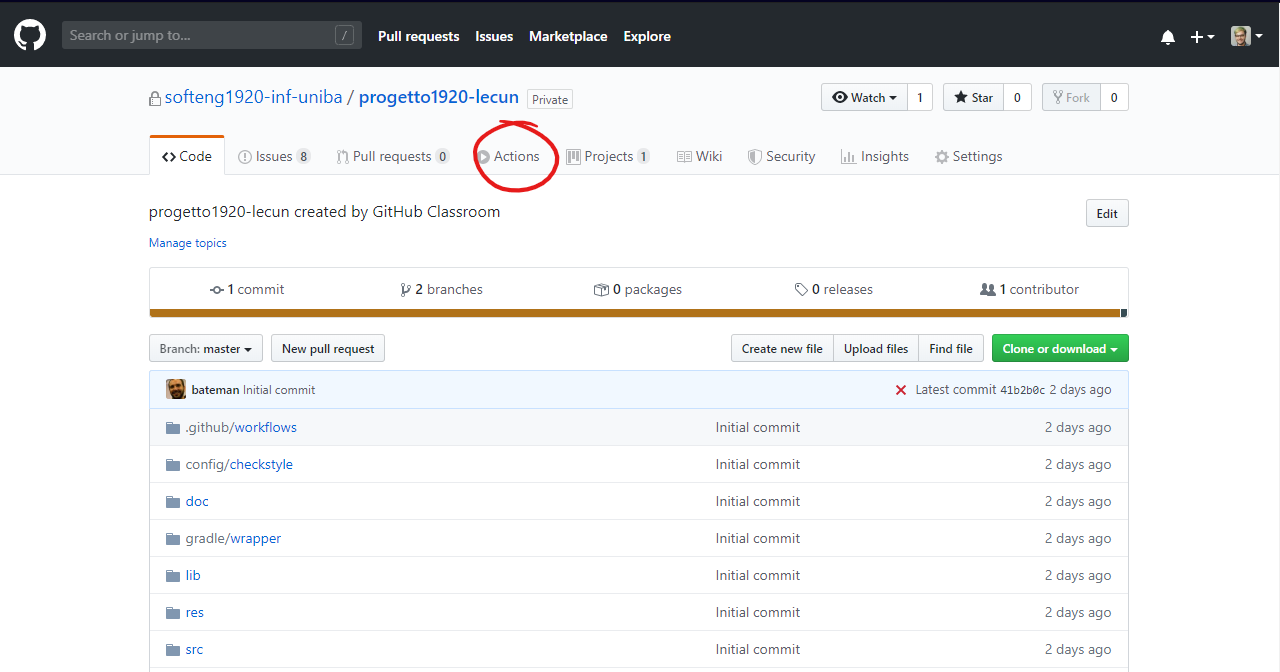 Search or jump to... / Pull requests Issues Marketplace Explore
softeng1920-inf-uniba / progetto1920-lecun Private Watch 1 Star 0 Fork 0
Code Issues 8 Pull requests 0 Actions Projects 1 Wiki Security Insights Settings
progetto1920-lecun created by GitHub Classroom Edit
Manage topics
1 commit 2 branches 0 packages 0 releases 1 contributor
Branch: master New pull request Create new file Upload files Find file Clone or download
bateman Initial commit Latest commit 41b2b0c 2 days ago
.github/workflows Initial commit 2 days ago
config/checkstyle Initial commit 2 days ago
doc Initial commit 2 days ago
gradle/wrapper Initial commit 2 days ago
lib Initial commit 2 days ago
res Initial commit 2 days ago
src Initial commit 2 days ago